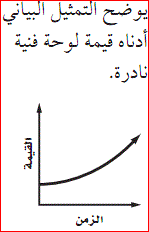 يوضح التمثيل البياني
أدناه قيمة لوحة فنية
نادرة.
القيمة
الزمن